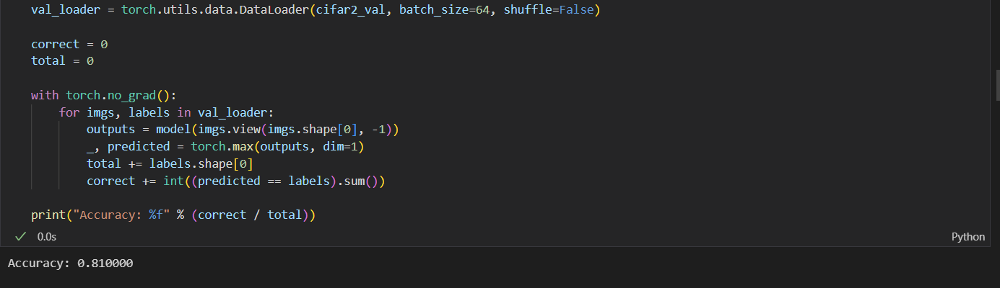 val_loader = torch.utils.data.DataLoader(cifar2_val, batch_size=64, shuffle=False)
correct = 0
total = 0
with torch.no_grad():
    for imgs, labels in val_loader:
        outputs = model(imgs.view(imgs.shape[0], -1))
        _, predicted = torch.max(outputs, dim=1)
        total += labels.shape[0]
        correct += int((predicted == labels).sum())
print("Accuracy: %f" % (correct / total))
0.0s
Python
Accuracy: 0.810000